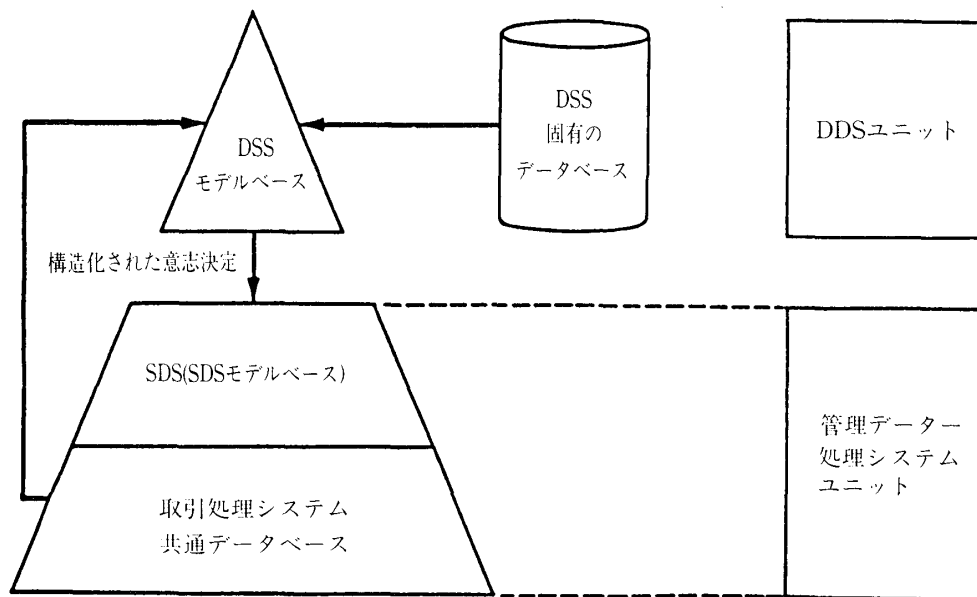 DSS
モデルベース
DSS
固有の
データベース
DDSユニット
構造化された意志決定
SDS(SDSモデルベース)
取引処理システム
共通データベース
管理データー
処理システム
ユニット